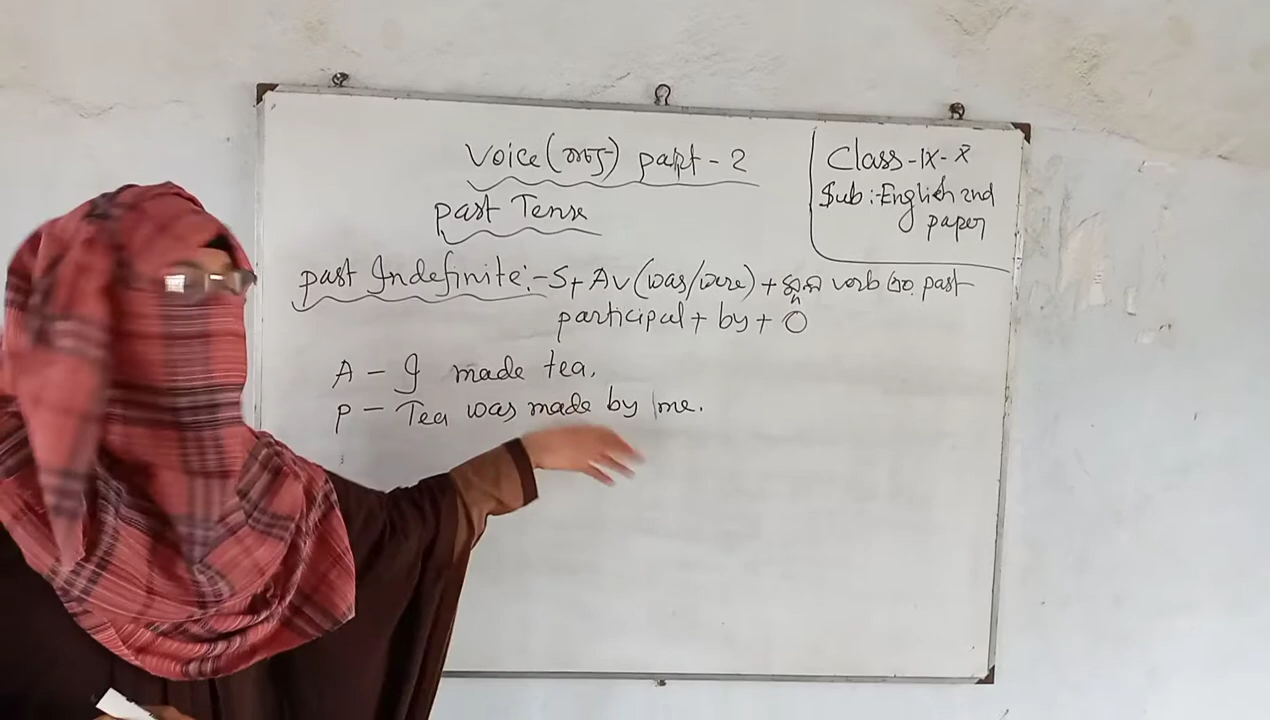 Voice (বাচ্য) part - 2
Class - IX - X
Sub :- English 2nd
paper
Past Tense
past Indefinite :- S + AV (was/were) + মূল verb এর past
participal + by + O
A - I made tea.
P - Tea was made by me.